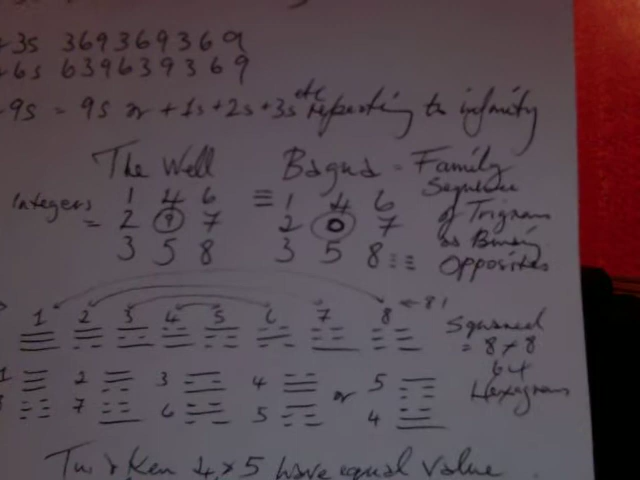 +3s 369369369
+6s 639639369
9s = 9s or +1s+2s+3s etc repeating to infinity
The Well
Bagua - Family
Sequence
of Trigrams
as Binary
Opposites
Integers 1 4 6
= 2 9 7
3 5 8
≡ 1 4 6
2 0 7
3 5 8
1 2 3 4 5 6 7 8 ← 8!
Squared
= 8 × 8
64
Hexagrams
1 2 3 4 or 5
8 7 6 5 4
4 & 5 have equal value